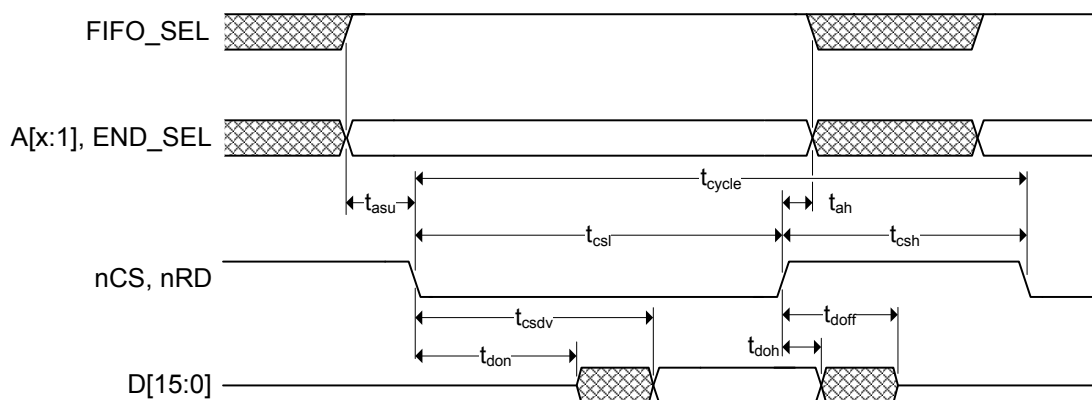 FIFO_SEL
A[x:1], END_SEL
tcycle
tasu
tah
tcsl
tcsh
nCS, nRD
tcsdv
tdoff
tdon
tdoh
D[15:0]